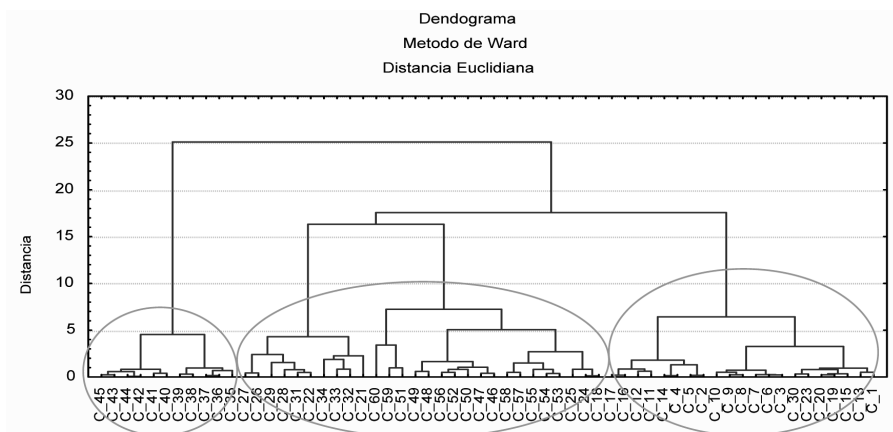 Dendograma
Metodo de Ward
Distancia Euclidiana
30
25
20
15
10
5
0
Distancia
C_45
C_43
C_44
C_42
C_41
C_40
C_39
C_38
C_37
C_36
C_35
C_27
C_26
C_29
C_28
C_31
C_22
C_34
C_33
C_32
C_21
C_60
C_59
C_51
C_49
C_48
C_56
C_52
C_50
C_47
C_46
C_58
C_57
C_55
C_54
C_53
C_25
C_24
C_18
C_17
C_16
C_12
C_11
C_14
C_4
C_5
C_2
C_10
C_9
C_8
C_7
C_6
C_3
C_30
C_23
C_20
C_19
C_15
C_13
C_1